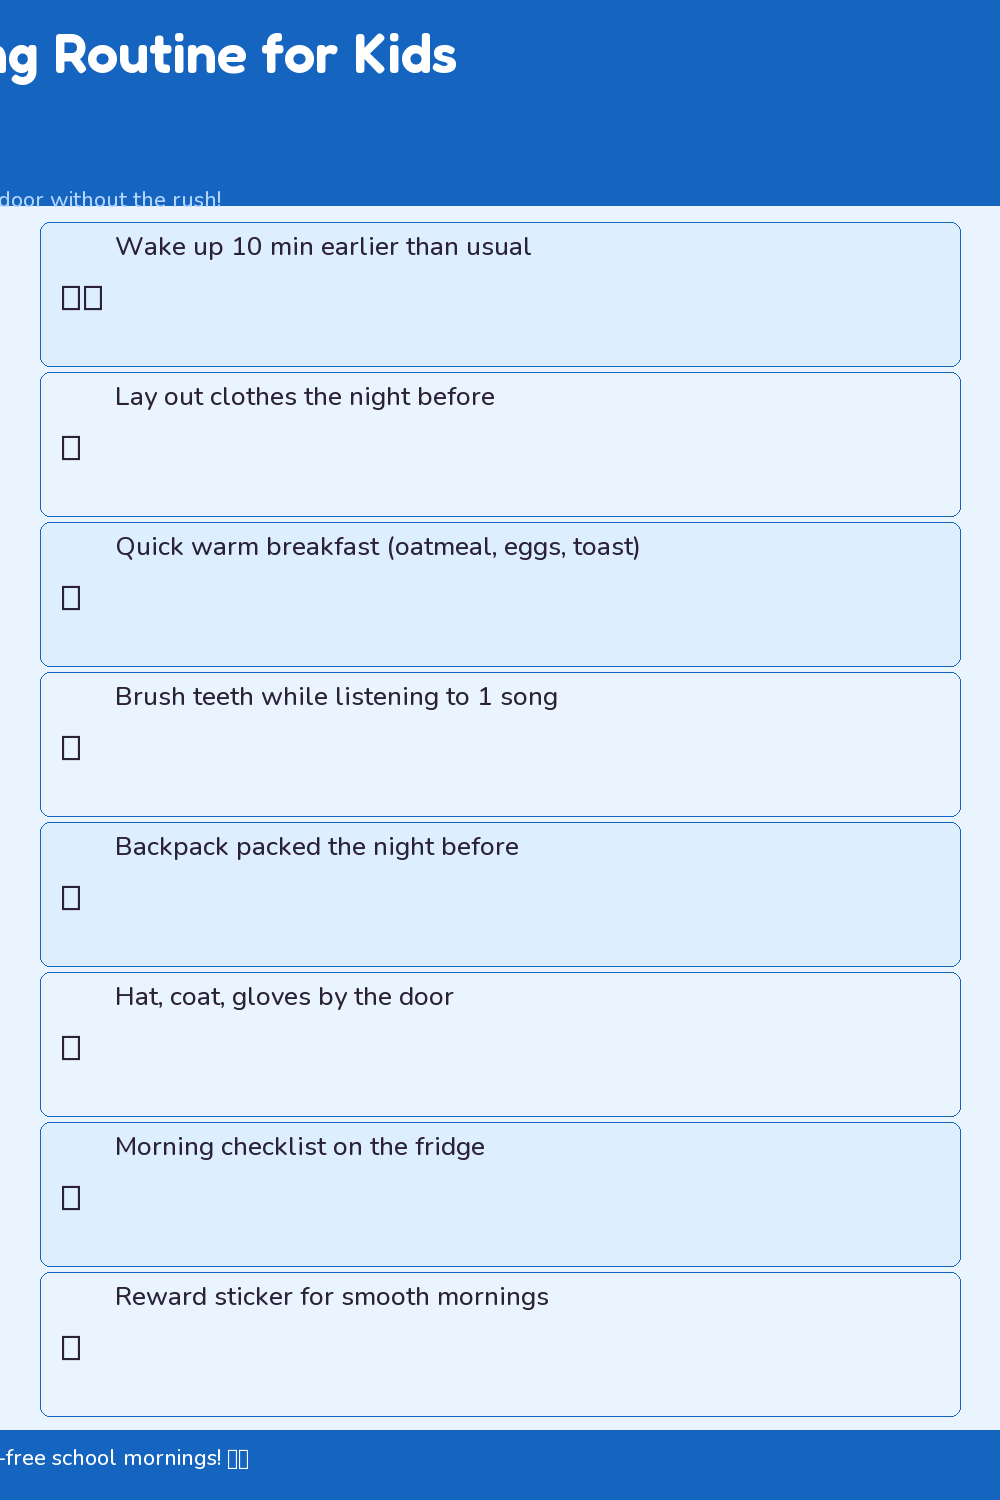 ng Routine for Kids
door without the rush!
Wake up 10 min earlier than usual
Lay out clothes the night before
Quick warm breakfast (oatmeal, eggs, toast)
Brush teeth while listening to 1 song
Backpack packed the night before
Hat, coat, gloves by the door
Morning checklist on the fridge
Reward sticker for smooth mornings
-free school mornings!